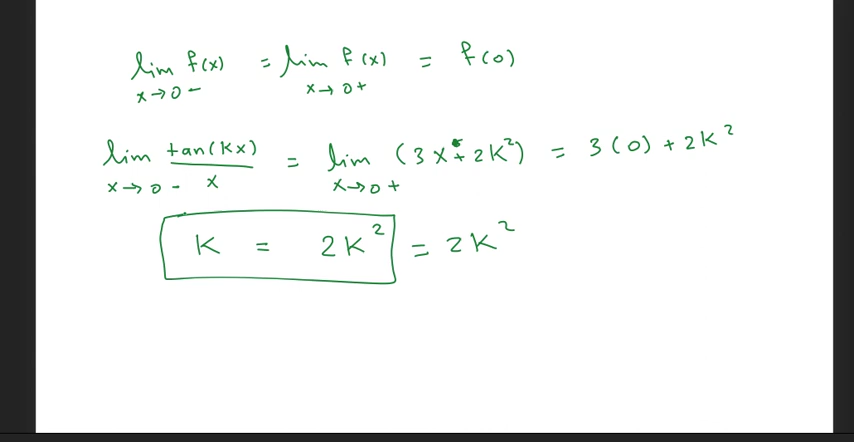 lim f(x) = lim f(x) = f(0)
x→0- x→0+
lim tan(kx)/x = lim (3x+2k²) = 3(0)+2k²
x→0- x→0+
k = 2k² = 2k²